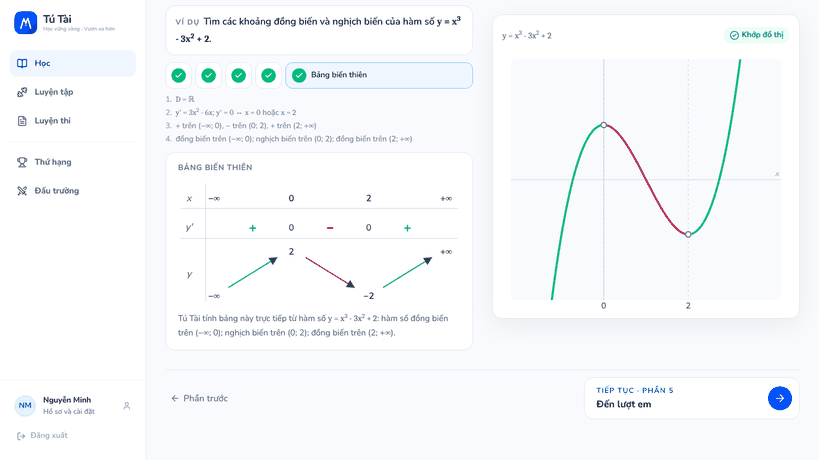 Tú Tài
Học vững vàng · Vươn xa hơn
Học
Luyện tập
Luyện thi
Thứ hạng
Đấu trường
Nguyễn Minh
NM
Hồ sơ và cài đặt
Đăng xuất
VÍ DỤ Tìm các khoảng đồng biến và nghịch biến của hàm số y = x³
- 3x² + 2.
Bảng biến thiên
1. D = ℝ
2. y′ = 3x² - 6x; y′ = 0 ↔ x = 0 hoặc x = 2
3. + trên (−∞; 0), − trên (0; 2), + trên (2; +∞)
4. đồng biến trên (−∞; 0); nghịch biến trên (0; 2); đồng biến trên (2; +∞)
BẢNG BIẾN THIÊN
x −∞ 0 2 +∞
y′ + 0 − 0 +
2 +∞
y
−∞ −2
Tú Tài tính bảng này trực tiếp từ hàm số y = x³ - 3x² + 2: hàm số đồng biến
trên (−∞; 0); nghịch biến trên (0; 2); đồng biến trên (2; +∞).
y = x³ - 3x² + 2
Khớp đồ thị
x
0 2
← Phần trước
TIẾP TỤC · PHẦN 5
Đến lượt em